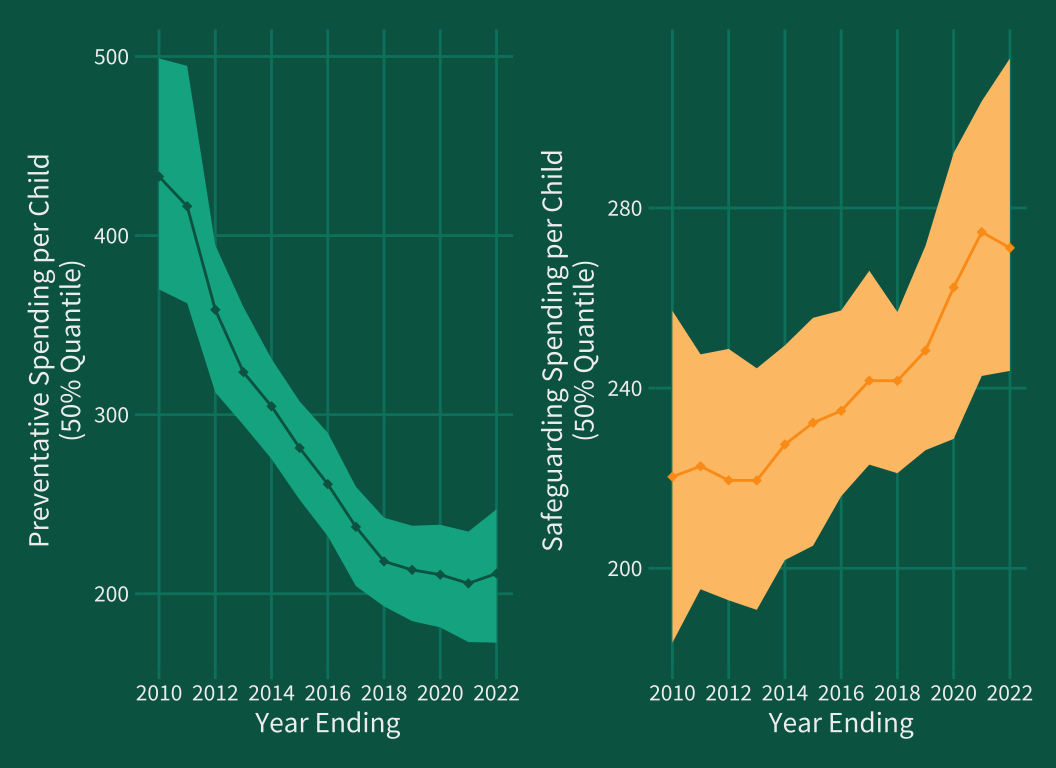 Preventative Spending per Child
(50% Quantile)
500
400
300
200
2010 2012 2014 2016 2018 2020 2022
Year Ending
Safeguarding Spending per Child
(50% Quantile)
280
240
200
2010 2012 2014 2016 2018 2020 2022
Year Ending